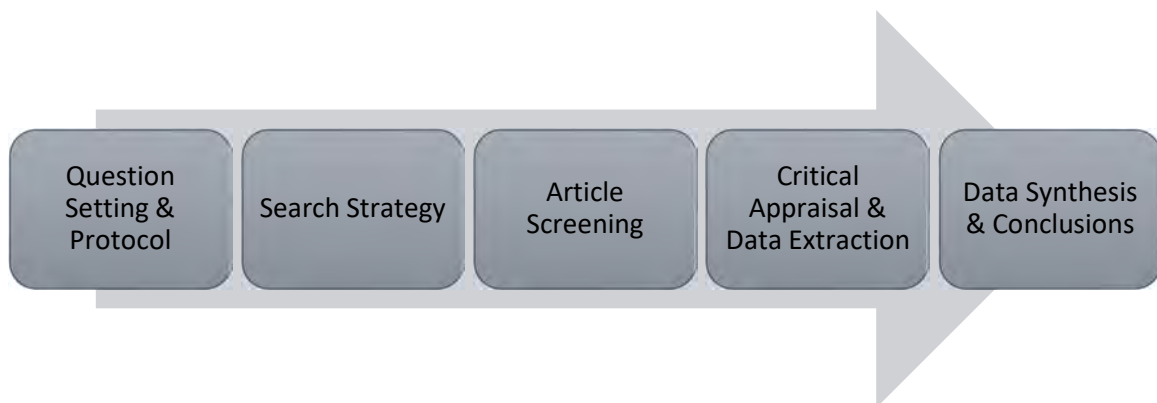 Question
Setting &
Protocol
Search Strategy
Article
Screening
Critical
Appraisal &
Data Extraction
Data Synthesis
& Conclusions